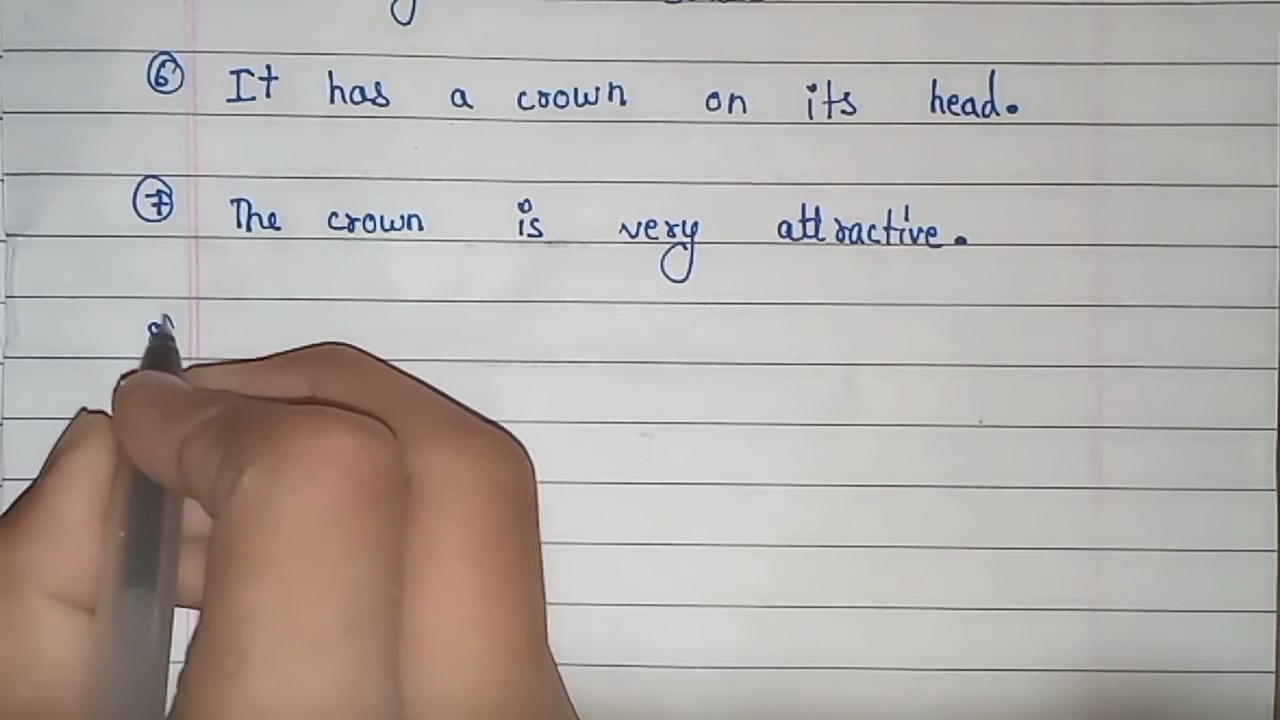 ⑥ It has a crown on its head.
⑦ The crown is very attractive.